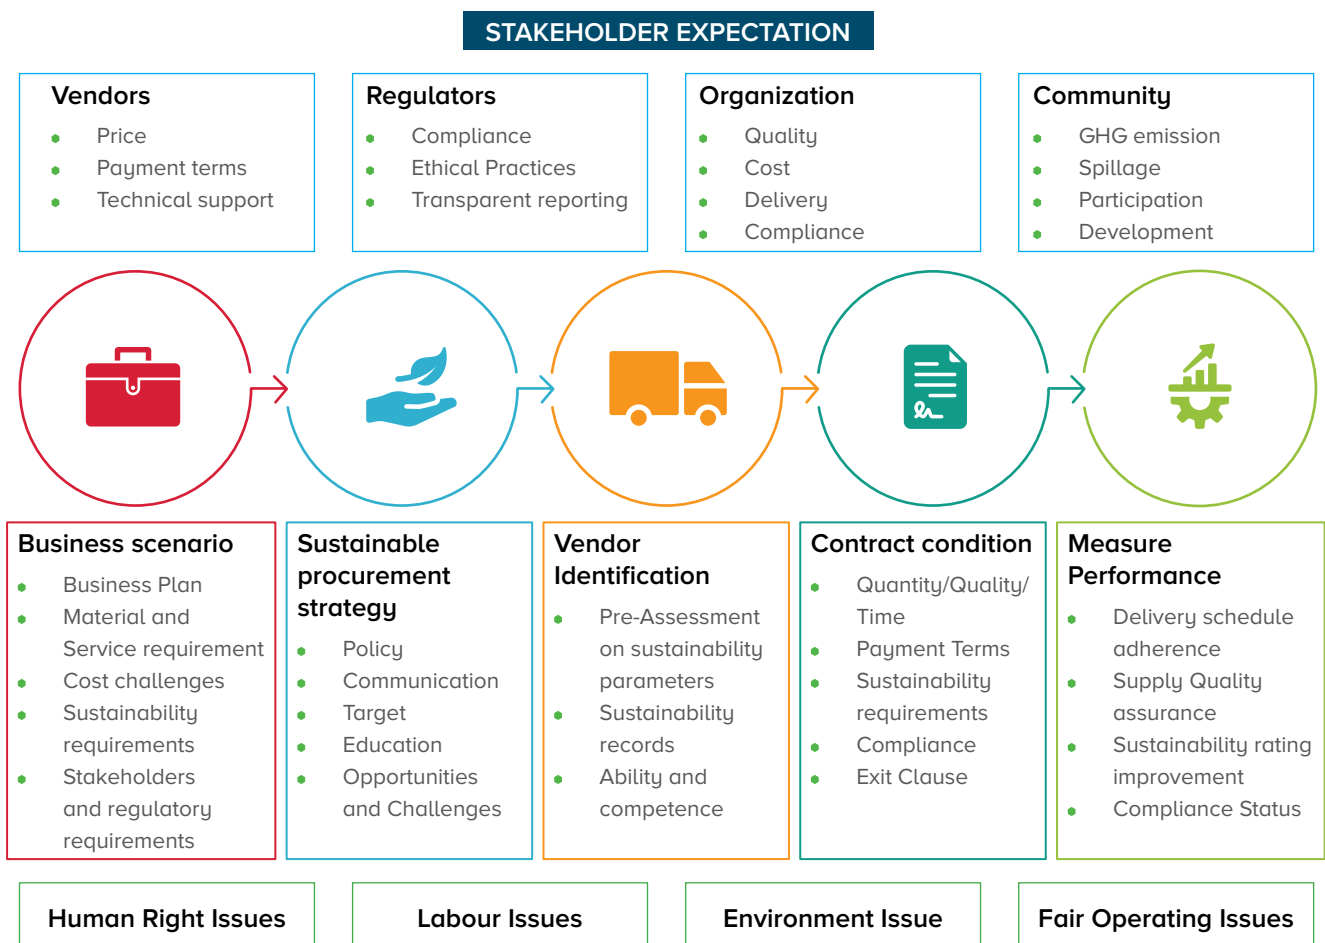 STAKEHOLDER EXPECTATION
Vendors
Price
Payment terms
Technical support
Regulators
Compliance
Ethical Practices
Transparent reporting
Organization
Quality
Cost
Delivery
Compliance
Community
GHG emission
Spillage
Participation
Development
Business scenario
Business Plan
Material and
Service requirement
Cost challenges
Sustainability
requirements
Stakeholders
and regulatory
requirements
Sustainable
procurement
strategy
Policy
Communication
Target
Education
Opportunities
and Challenges
Vendor
Identification
Pre-Assessment
on sustainability
parameters
Sustainability
records
Ability and
competence
Contract condition
Quantity/Quality/
Time
Payment Terms
Sustainability
requirements
Compliance
Exit Clause
Measure
Performance
Delivery schedule
adherence
Supply Quality
assurance
Sustainability rating
improvement
Compliance Status
Human Right Issues
Labour Issues
Environment Issue
Fair Operating Issues